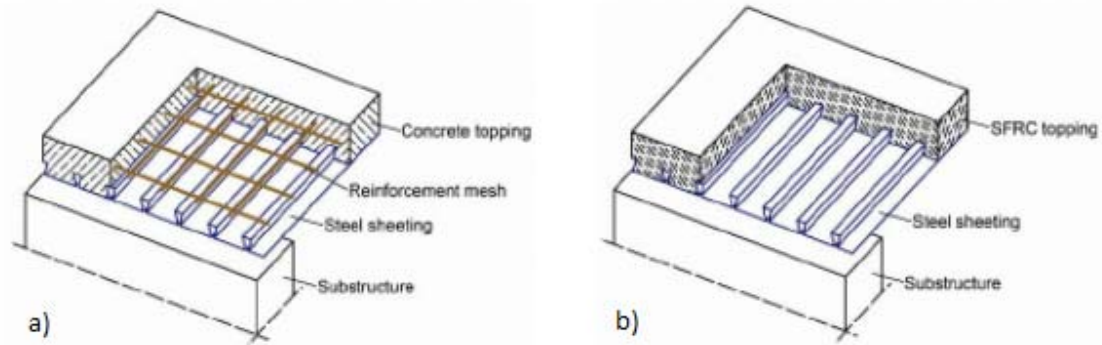 Concrete topping
Reinforcement mesh
Steel sheeting
Substructure
a)
SFRC topping
Steel sheeting
Substructure
b)